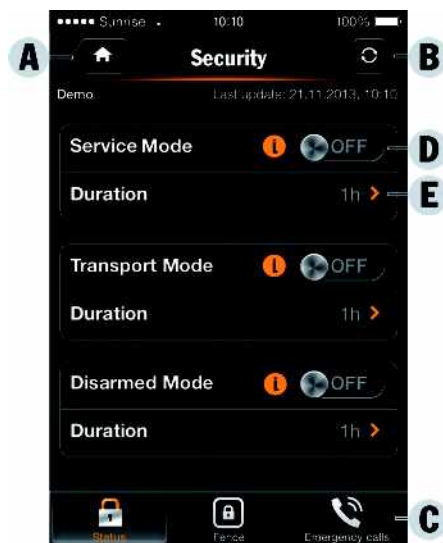 Sunrise 10:10 100%
A Security B
Demo Last update: 21.11.2013, 10:10
Service Mode i OFF D
Duration 1h E
Transport Mode i OFF
Duration 1h
Disarmed Mode i OFF
Duration 1h
Status Fence Emergency calls C